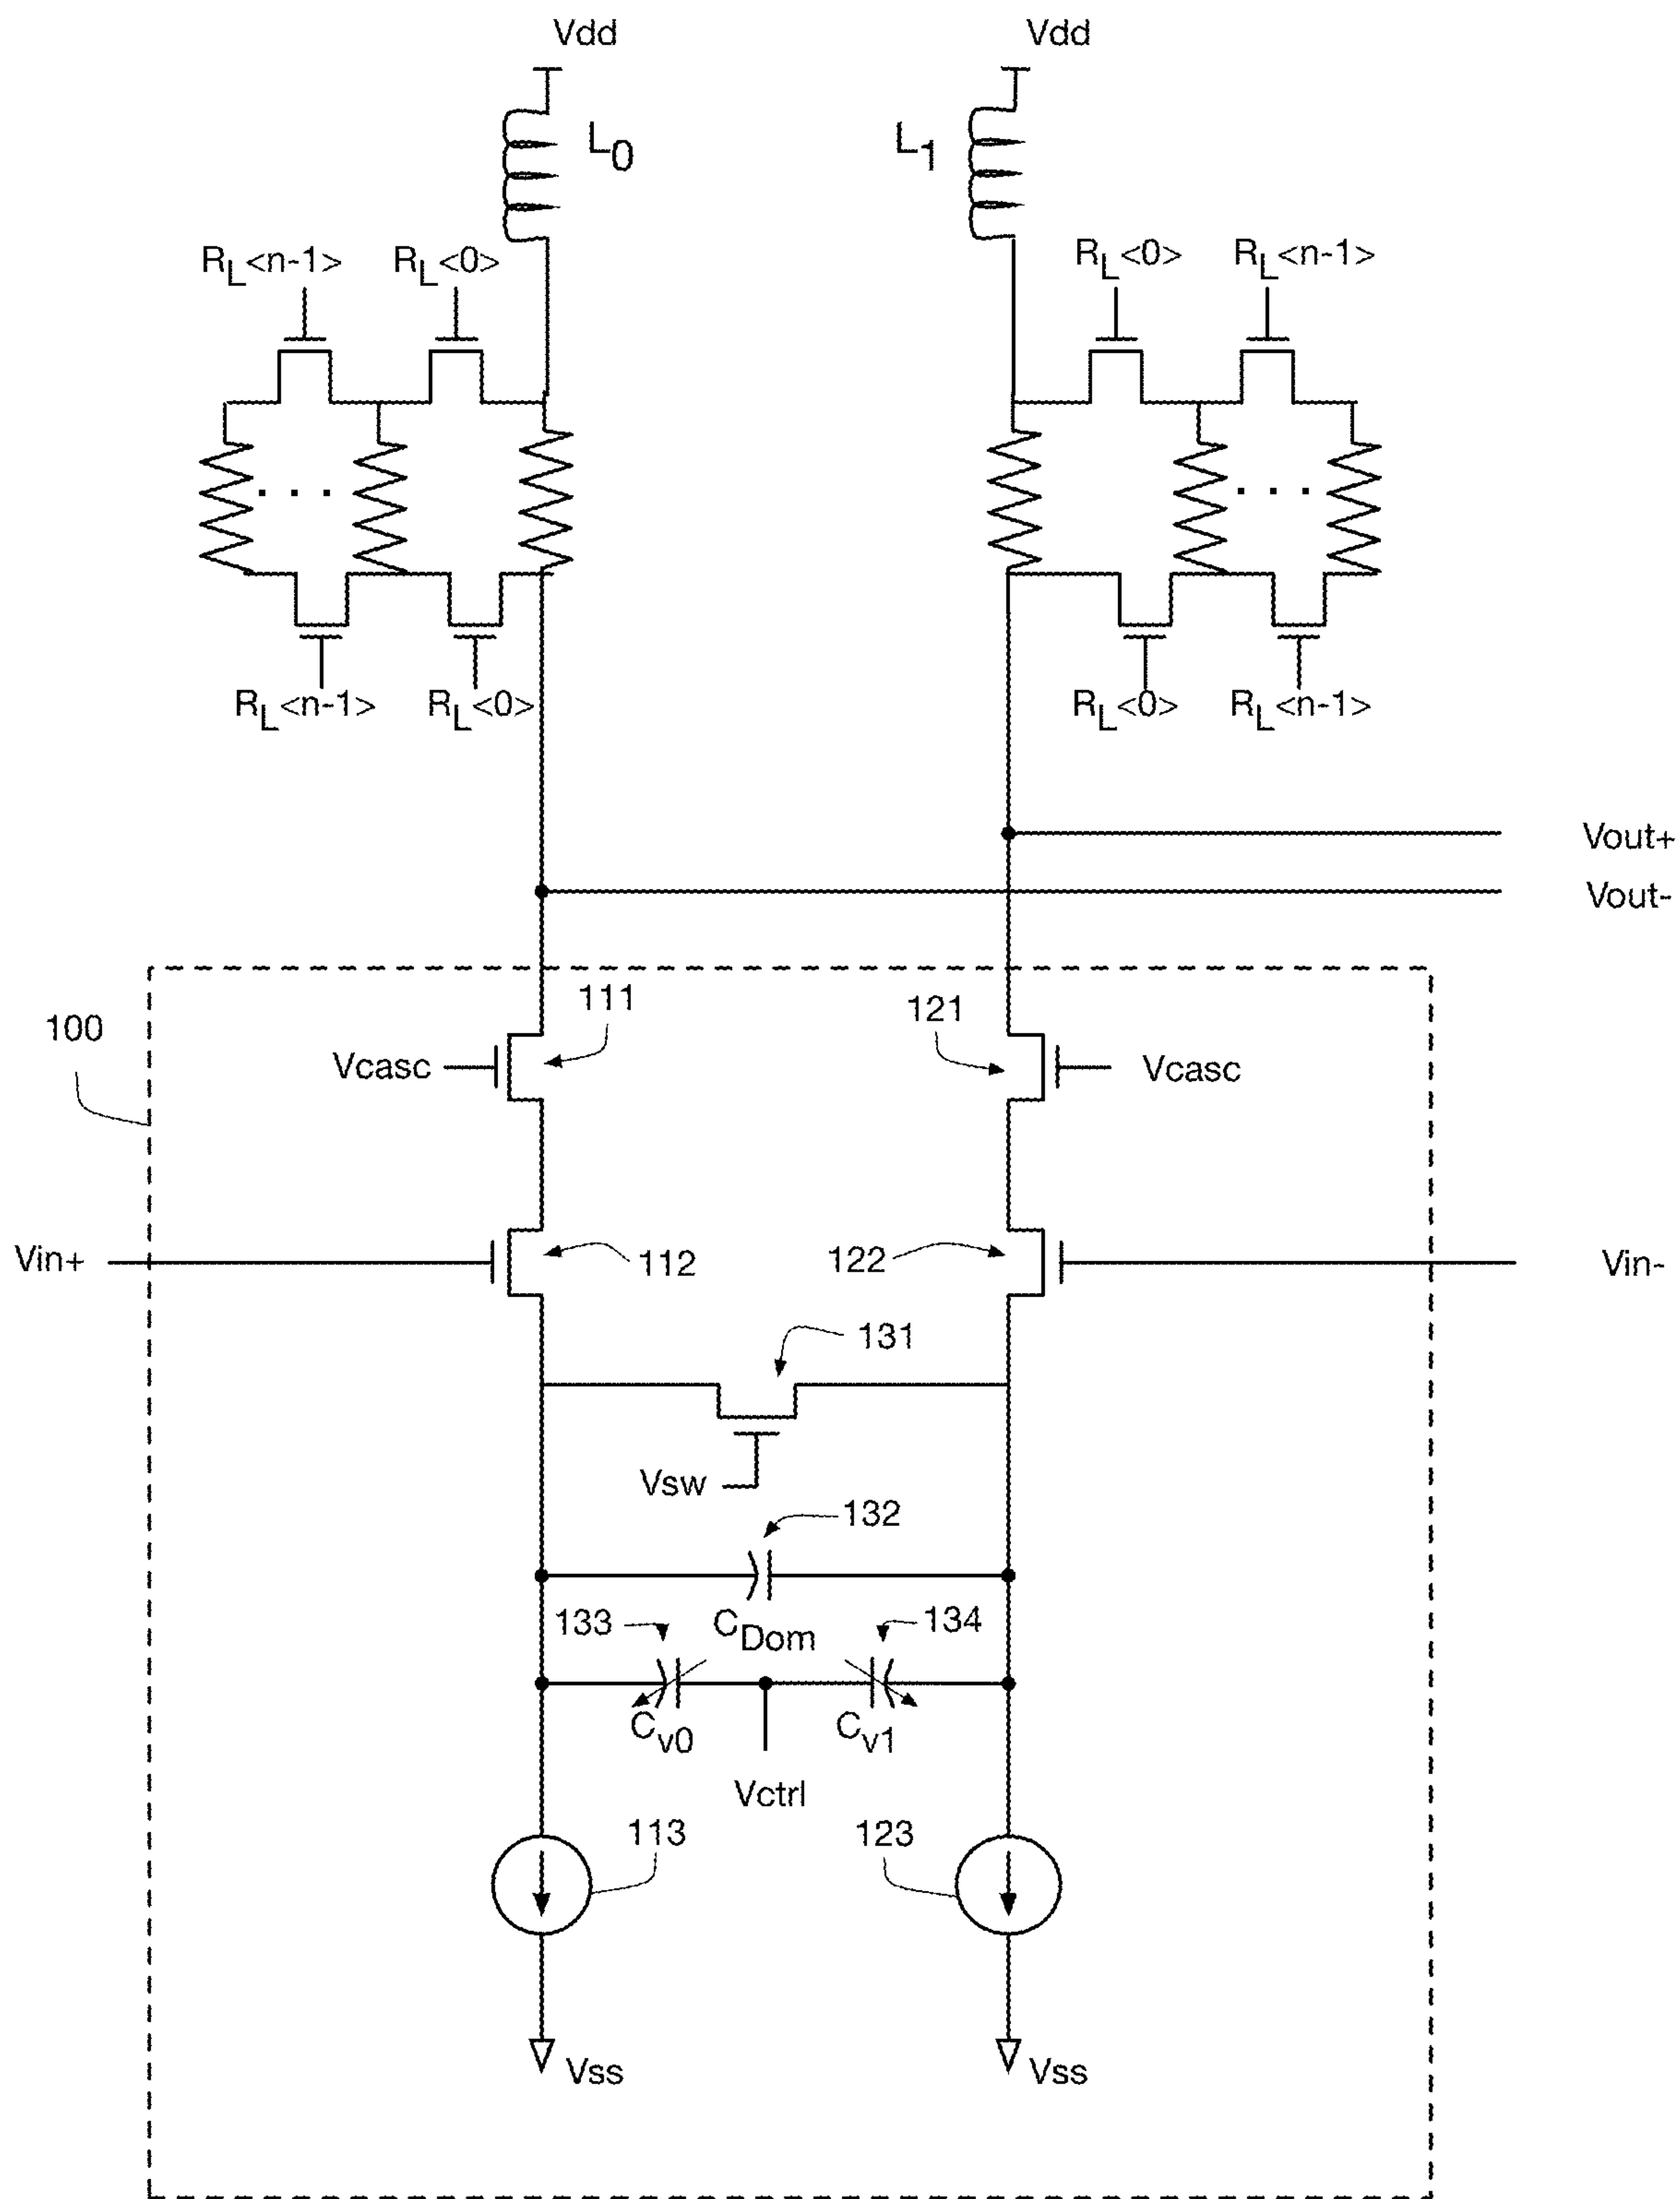 Vdd Vdd
L0 L1
RL<n-1> RL<0> RL<0> RL<n-1>
. . . . . .
RL<n-1> RL<0> RL<0> RL<n-1>
Vout+
Vout-
111 121
100
Vcasc Vcasc
Vin+ 112 122 Vin-
131
Vsw
132
133 CDom 134
Cv0 Cv1
Vctrl
113 123
Vss Vss